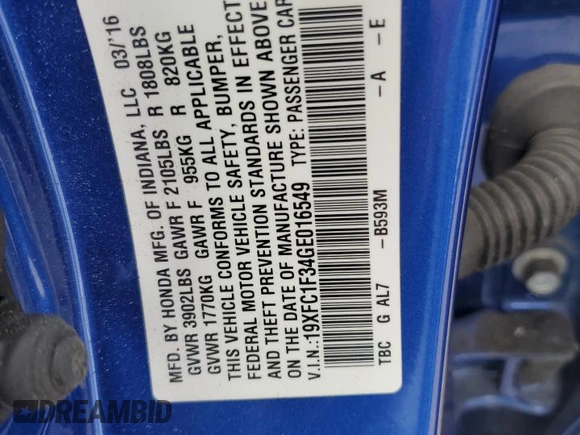 MFD. BY HONDA MFG. OF INDIANA, LLC 03/'16
GVWR 3902LBS GAWR F 2105LBS R 1808LBS
GVWR 1770KG GAWR F 955KG R 820KG
THIS VEHICLE CONFORMS TO ALL APPLICABLE
FEDERAL MOTOR VEHICLE SAFETY, BUMPER,
AND THEFT PREVENTION STANDARDS IN EFFECT
ON THE DATE OF MANUFACTURE SHOWN ABOVE
V.I.N.:19XFC1F34GE016549 TYPE: PASSENGER CAR
TBC G AL7 -B593M -A -E
DREAMBID